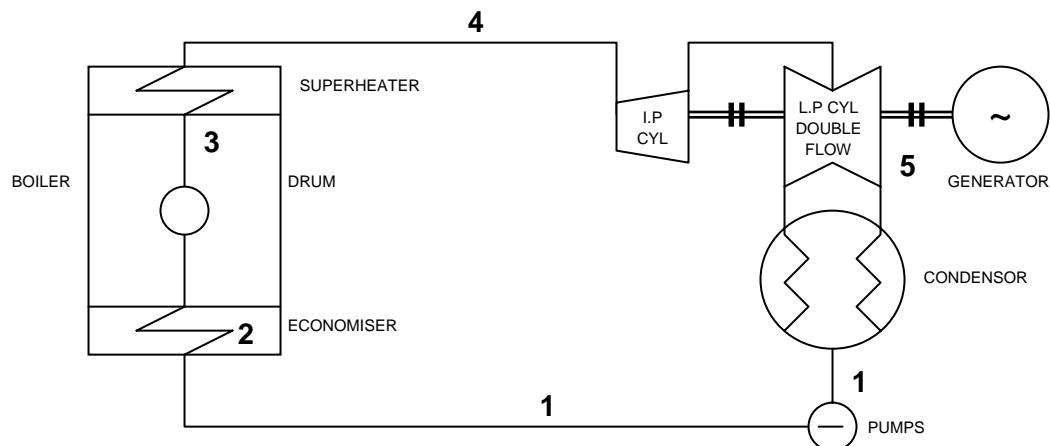 4
SUPERHEATER
I.P
CYL
L.P CYL
DOUBLE
FLOW
~
3
BOILER
DRUM
5
GENERATOR
CONDENSOR
2
ECONOMISER
1
1
PUMPS